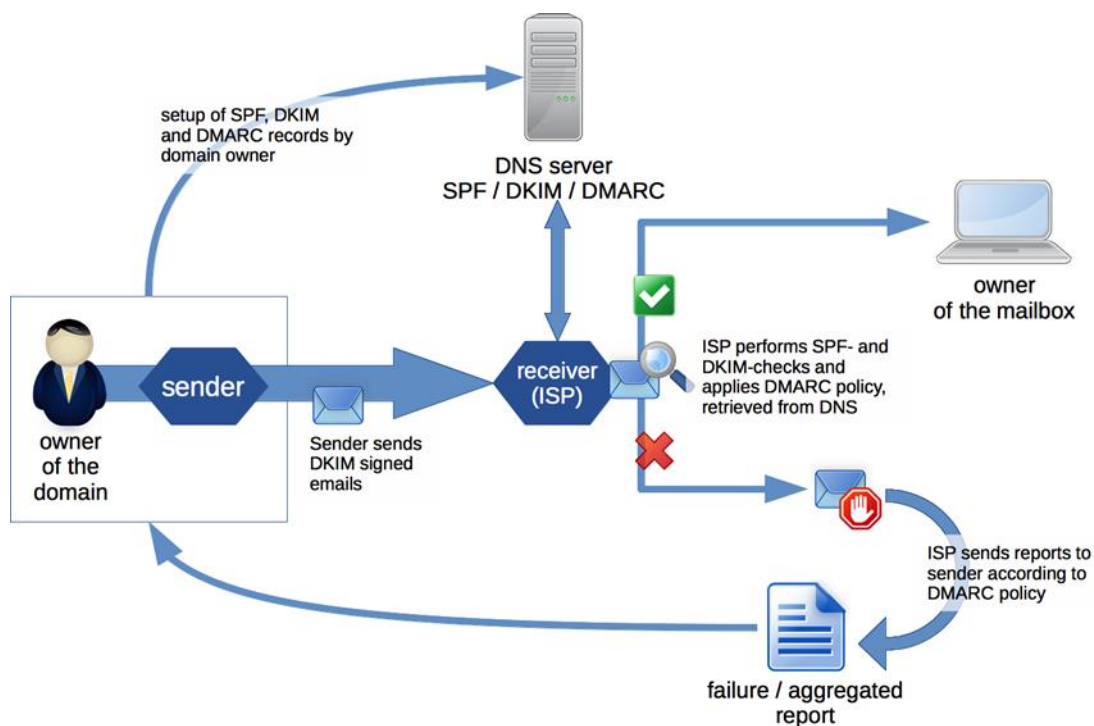 setup of SPF, DKIM
and DMARC records by
domain owner
DNS server
SPF / DKIM / DMARC
owner
of the mailbox
sender
owner
of the
domain
Sender sends
DKIM signed
emails
receiver
(ISP)
ISP performs SPF- and
DKIM-checks and
applies DMARC policy,
retrieved from DNS
ISP sends reports to
sender according to
DMARC policy
failure / aggregated
report